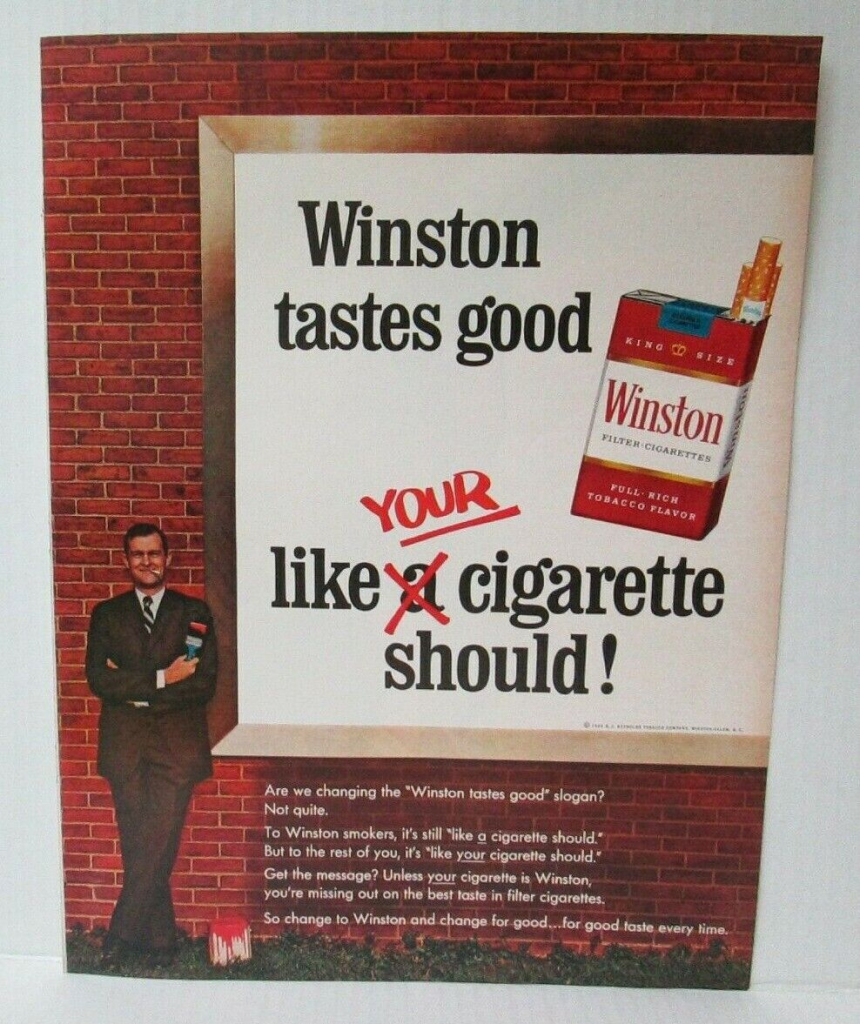 Winston
tastes good
KING SIZE
Winston
FILTER·CIGARETTES
FULL·RICH
TOBACCO FLAVOR
WINSTON
YOUR
like a cigarette
should!
Are we changing the "Winston tastes good" slogan?
Not quite.
To Winston smokers, it's still "like a cigarette should."
But to the rest of you, it's "like your cigarette should."
Get the message? Unless your cigarette is Winston,
you're missing out on the best taste in filter cigarettes.
So change to Winston and change for good...for good taste every time.